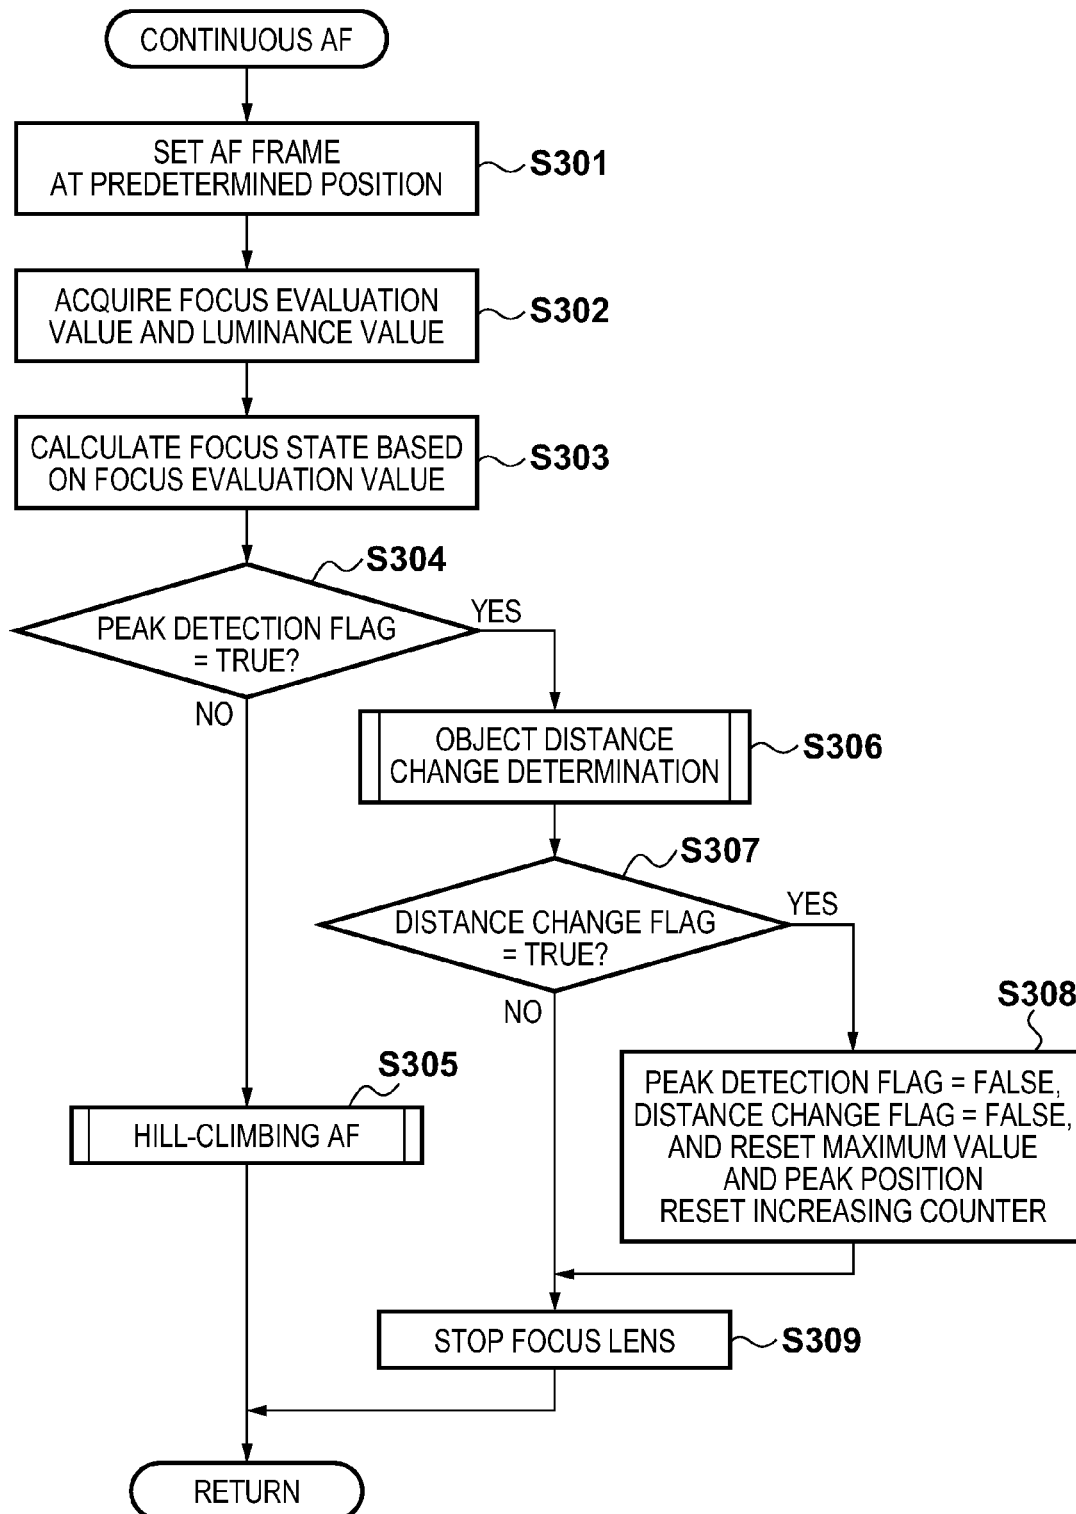 CONTINUOUS AF
SET AF FRAME
AT PREDETERMINED POSITION
S301
ACQUIRE FOCUS EVALUATION
VALUE AND LUMINANCE VALUE
S302
CALCULATE FOCUS STATE BASED
ON FOCUS EVALUATION VALUE
S303
S304
PEAK DETECTION FLAG
= TRUE?
YES
NO
OBJECT DISTANCE
CHANGE DETERMINATION
S306
S307
DISTANCE CHANGE FLAG
= TRUE?
YES
NO
S308
PEAK DETECTION FLAG = FALSE,
DISTANCE CHANGE FLAG = FALSE,
AND RESET MAXIMUM VALUE
AND PEAK POSITION
RESET INCREASING COUNTER
S305
HILL-CLIMBING AF
STOP FOCUS LENS
S309
RETURN